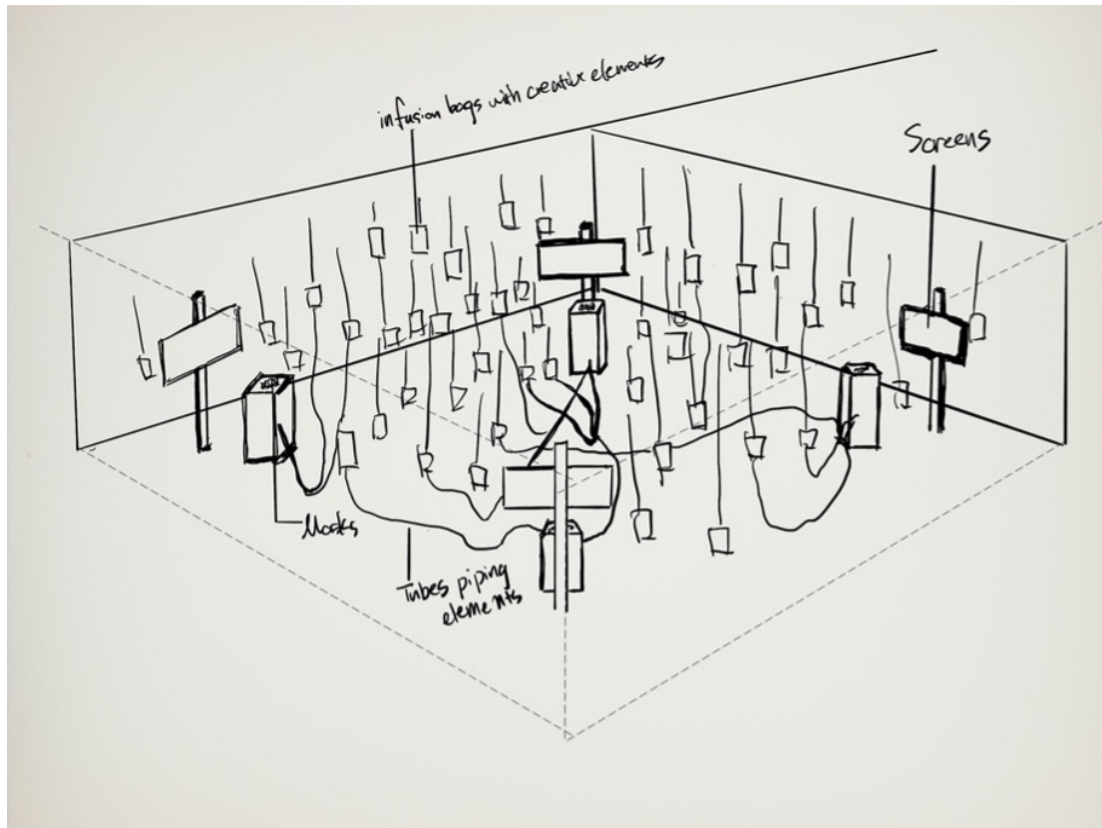 infusion bags with creative elements
Screens
Masks
Tubes piping
elements